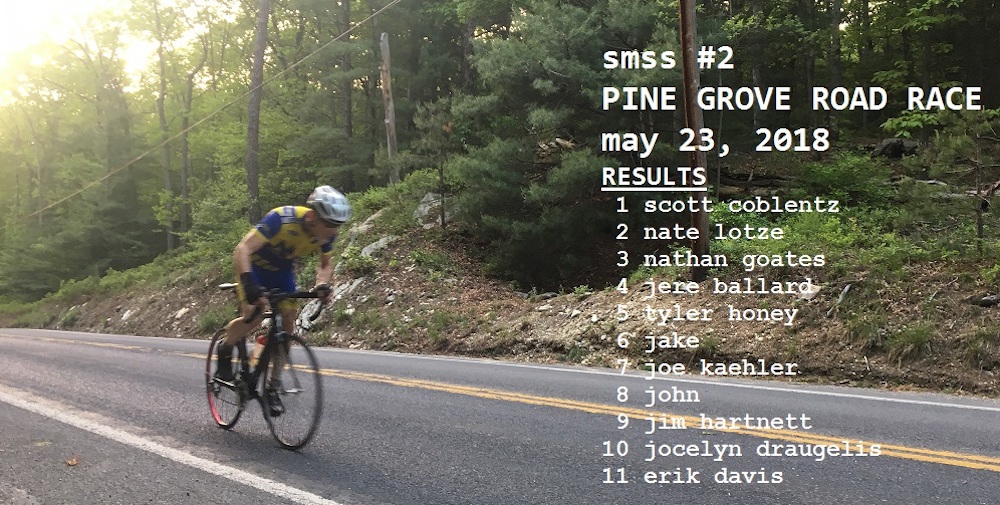 smss #2
PINE GROVE ROAD RACE
may 23, 2018
RESULTS
1 scott coblentz
2 nate lotze
3 nathan goates
4 jere ballard
5 tyler honey
6 jake
7 joe kaehler
8 john
9 jim hartnett
10 jocelyn draugelis
11 erik davis